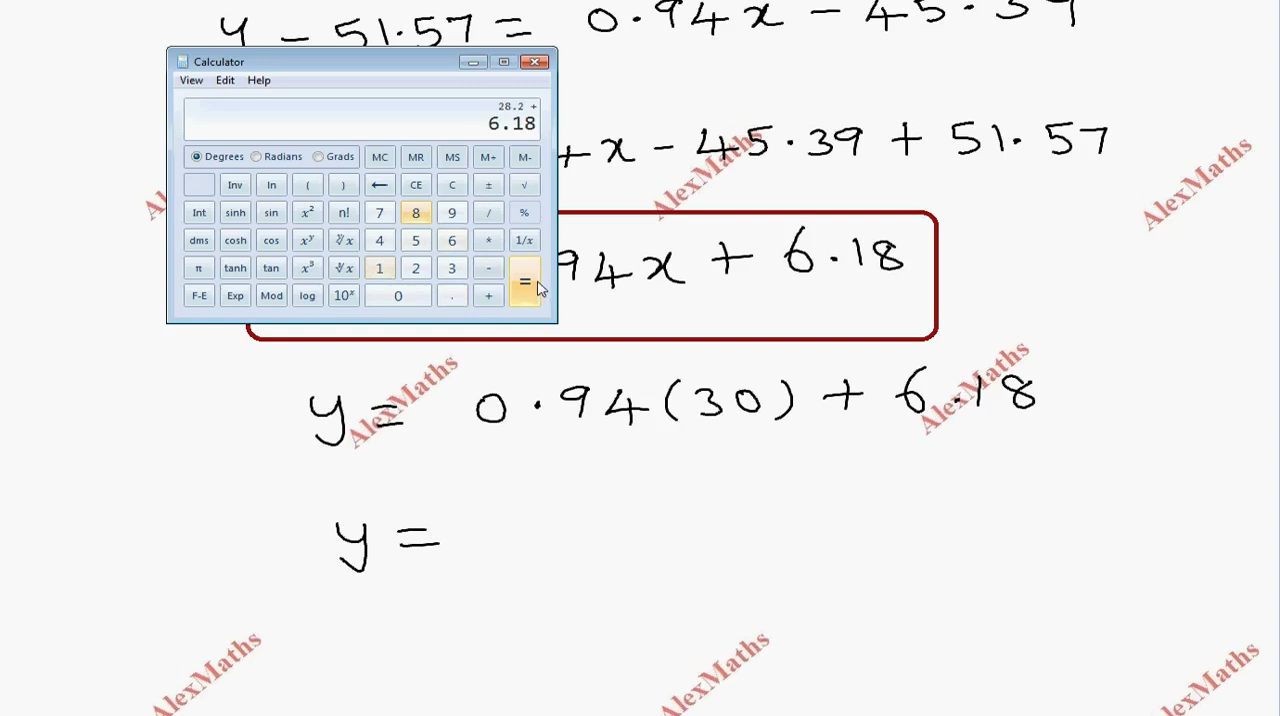 y - 51.57 = 0.94x - 45.39
Calculator
View Edit Help
28.2 +
6.18
Degrees Radians Grads MC MR MS M+ M-
Inv ln ( ) ← CE C ± √
Int sinh sin x² n! 7 8 9 / %
dms cosh cos xʸ ʸ√x 4 5 6 * 1/x
π tanh tan x³ ³√x 1 2 3 - =
F-E Exp Mod log 10ˣ 0 . +
x - 45.39 + 51.57
94x + 6.18
y = 0.94(30) + 6.18
y =
AlexMaths
AlexMaths
AlexMaths
AlexMaths
AlexMaths
AlexMaths
AlexMaths